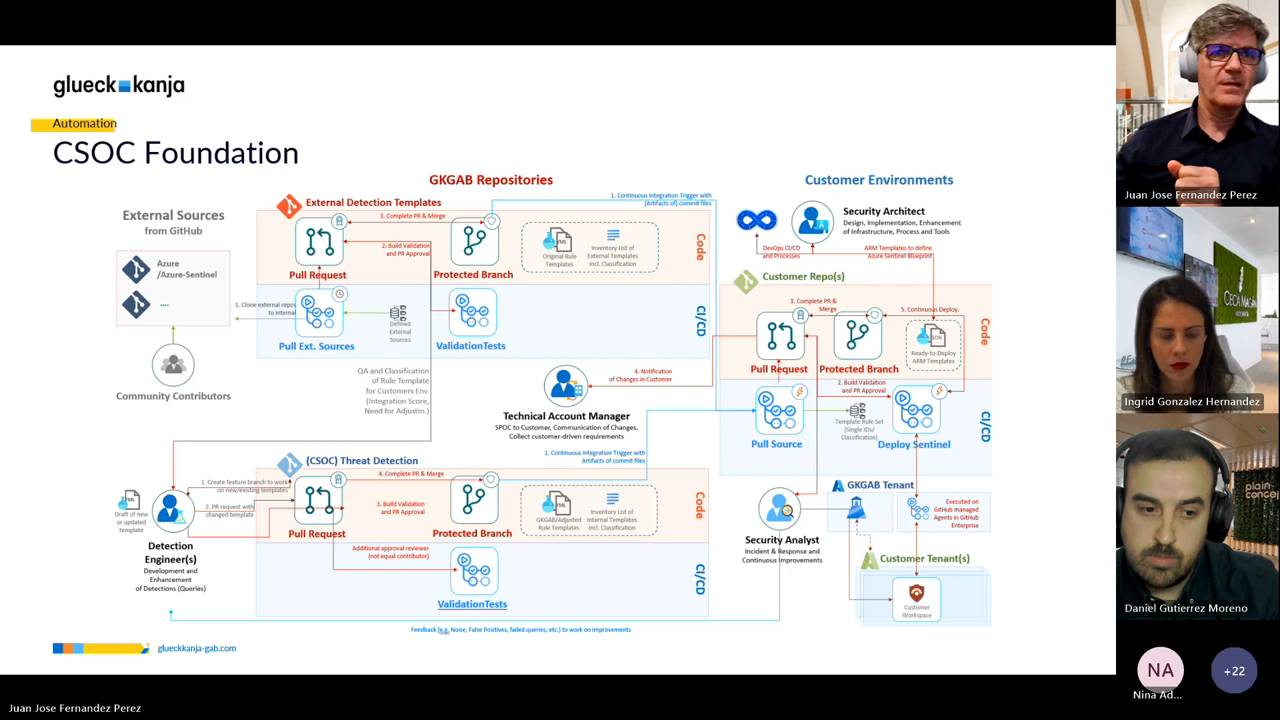 glueck kanja
Automation
CSOC Foundation
GKGAB Repositories
Customer Environments
External Sources
from GitHub
Azure
/Azure-Sentinel
....
Community Contributors
External Detection Templates
3. Complete PR & Merge
2. Build Validation
and PR Approval
Pull Request
Protected Branch
Original Rule
Templates
Inventory List of
External Templates
incl. Classification
Code
1. Continuous Integration Trigger with
(Artifacts of) commit files
1. Clone external repos
to internal
Pull Ext. Sources
Defined
External
Sources
ValidationTests
CI/CD
QA and Classification
of Rule Template
for Customers Env.
(Integration Score,
Need for Adjustm.)
Technical Account Manager
SPOC to Customer, Communication of Changes,
Collect customer-driven requirements
4. Notification
of Changes in Customer
1. Continuous Integration Trigger with
Artifacts of commit files
Security Architect
Design, Implementation, Enhancement
of Infrastructure, Process and Tools
DevOps CI/CD
and Processes
ARM Templates to define
Azure Sentinel Blueprint
Customer Repo(s)
3. Complete PR &
Merge
5. Continuous Deploy.
Pull Request
Protected Branch
JSON
Ready-to-Deploy
ARM Templates
Code
2. Build Validation
and PR Approval
Pull Source
Template Rule Set
(Single IDs/
Classification)
Deploy Sentinel
CI/CD
(CSOC) Threat Detection
4. Complete PR & Merge
1. Create feature branch to work
on new/existing templates
2. PR request with
changed template
3. Build Validation
and PR Approval
Pull Request
Protected Branch
GKGAB/Adjusted
Rule Templates
Inventory List of
Internal Templates
incl. Classification
Code
Additional approval reviewer
(not equal contributor)
ValidationTests
CI/CD
Draft of new
or updated
template
Detection
Engineer(s)
Development and
Enhancement
of Detections (Queries)
Security Analyst
Incident & Response and
Continuous Improvements
GKGAB Tenant
Executed on
GitHub managed
Agents in GitHub
Enterprise
Customer Tenant(s)
Customer
Workspace
Feedback (e.g. Noise, False Positives, failed queries, etc.) to work on improvements
glueckkanja-gab.com
Juan Jose Fernandez Perez
Juan Jose Fernandez Perez
Ingrid Gonzalez Hernandez
Daniel Gutierrez Moreno
NA
Nina Ad...
+22